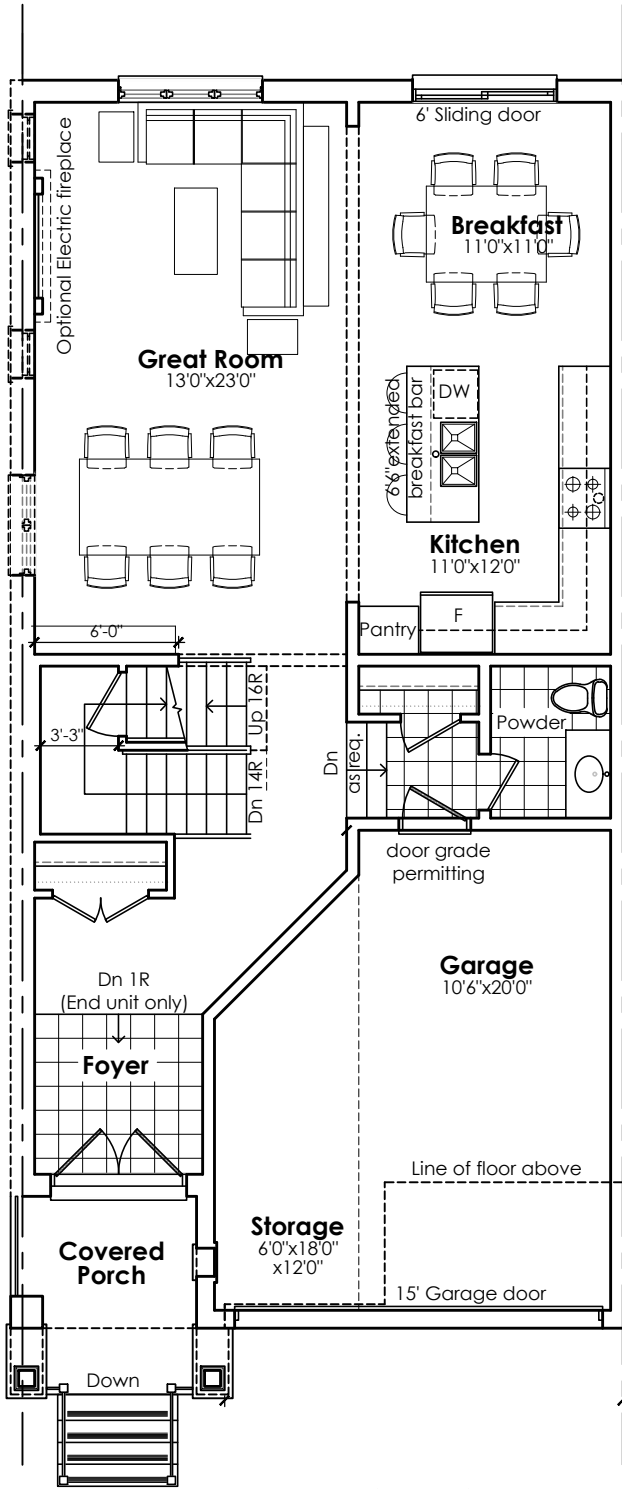 6' Sliding door
Optional Electric fireplace
Breakfast
11'0"x11'0"
Great Room
13'0"x23'0"
DW
6'6"extended
breakfast bar
Kitchen
11'0"x12'0"
F
Pantry
6'-0"
3'-3"
Up 16R
Dn 14R
Dn
as req.
Powder
door grade
permitting
Garage
10'6"x20'0"
Dn 1R
(End unit only)
Foyer
Line of floor above
Storage
6'0"x18'0"
x12'0"
Covered
Porch
15' Garage door
Down